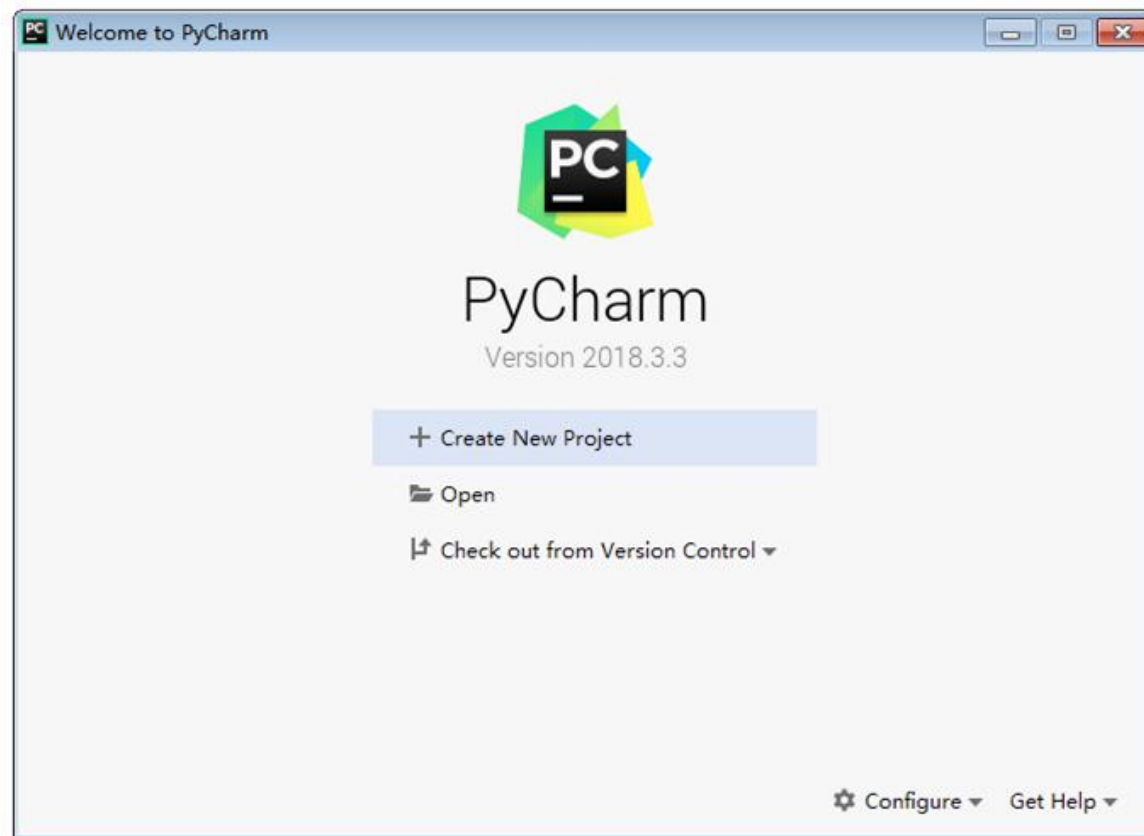 PC Welcome to PyCharm
PC
PyCharm
Version 2018.3.3
Create New Project
Open
Check out from Version Control
Configure Get Help